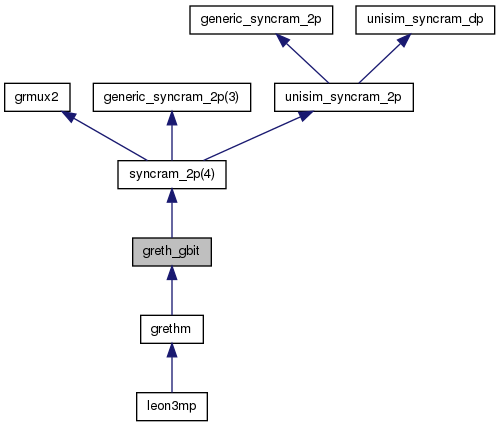 generic_syncram_2p
unisim_syncram_dp
grmux2
generic_syncram_2p(3)
unisim_syncram_2p
syncram_2p(4)
greth_gbit
grethm
leon3mp